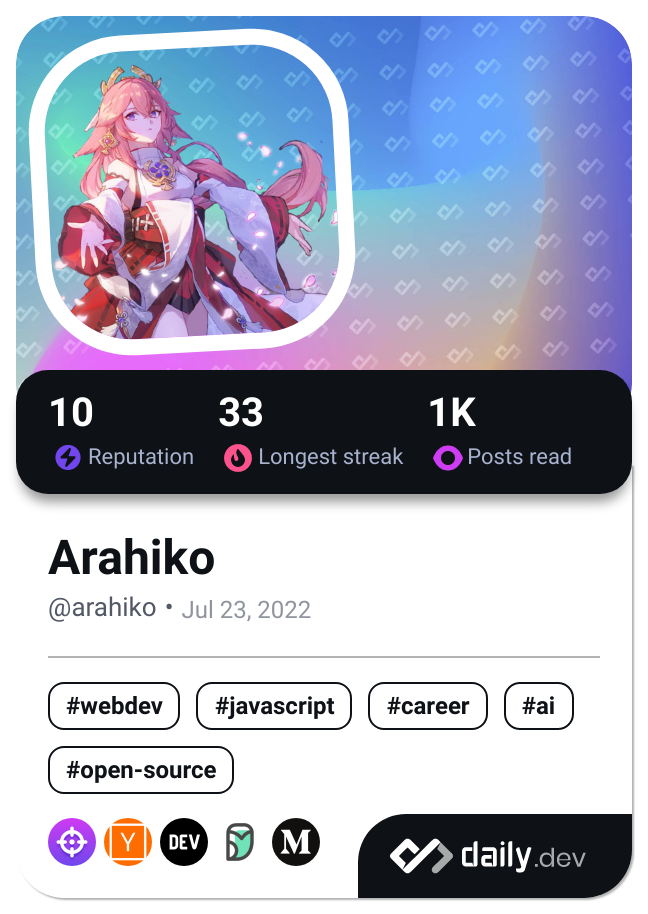 10 33 1K
Reputation Longest streak Posts read
Arahiko
@arahiko • Jul 23, 2022
#webdev #javascript #career #ai
#open-source
Y DEV M
daily.dev